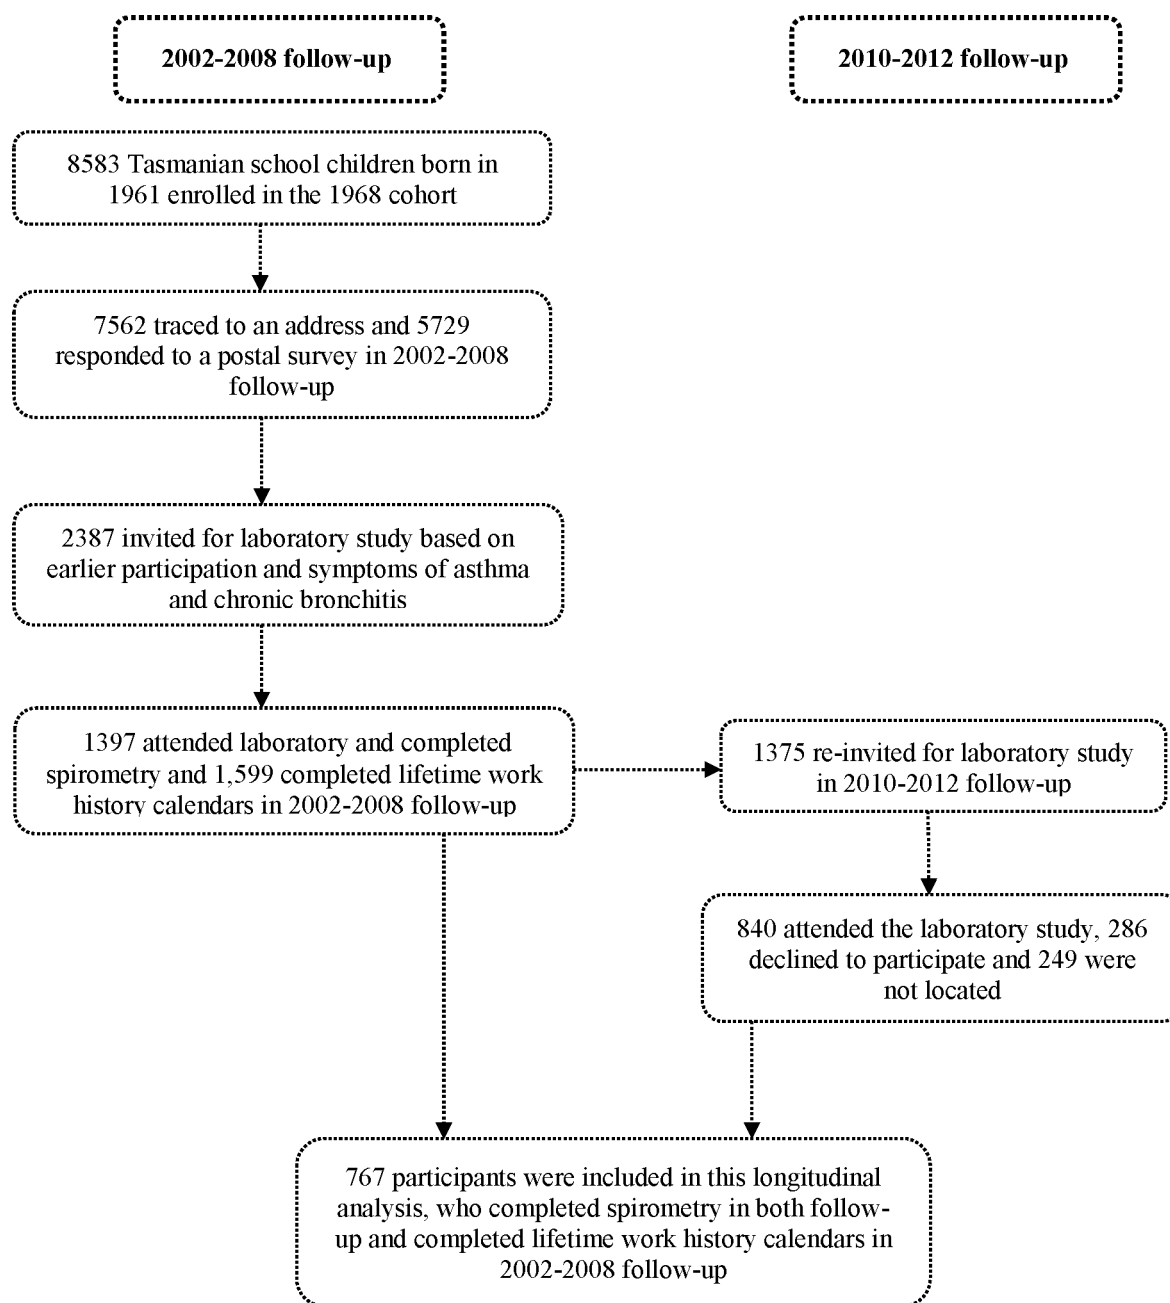 2002-2008 follow-up
2010-2012 follow-up
8583 Tasmanian school children born in
1961 enrolled in the 1968 cohort
7562 traced to an address and 5729
responded to a postal survey in 2002-2008
follow-up
2387 invited for laboratory study based on
earlier participation and symptoms of asthma
and chronic bronchitis
1397 attended laboratory and completed
spirometry and 1,599 completed lifetime work
history calendars in 2002-2008 follow-up
1375 re-invited for laboratory study
in 2010-2012 follow-up
840 attended the laboratory study, 286
declined to participate and 249 were
not located
767 participants were included in this longitudinal
analysis, who completed spirometry in both follow-
up and completed lifetime work history calendars in
2002-2008 follow-up